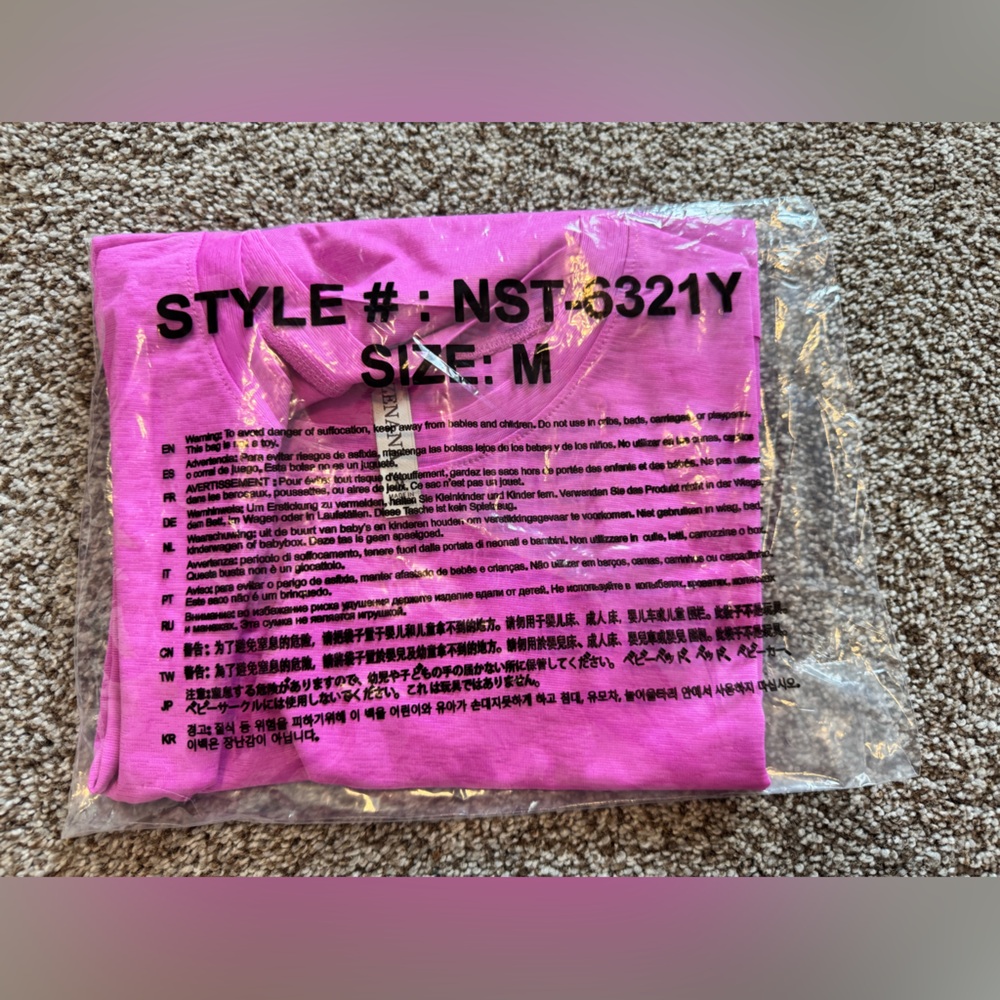 STYLE # : NST-6321Y
SIZE: M
EN Warning: To avoid danger of suffocation, keep away from babies and children. Do not use in cribs, beds, carriages or playpens.
This bag is not a toy.
ES Advertencia: Para evitar riesgos de asfixia, mantenga las bolsas lejos de los bebes y de los niños. No utilizar en las cunas, camas
o corral de juego. Esta bolsa no es un juguete.
FR AVERTISSEMENT : Pour éviter tout risque d'étouffement, gardez les sacs hors de portée des enfants et des bébés. Ne pas utiliser
dans les berceaux, poussettes, ou aires de jeux. Ce sac n'est pas un jouet.
DE Warnhinweis: Um Erstickung zu vermeiden, halten Sie Kleinkinder und Kinder fern. Verwenden Sie das Produkt nicht in der Wiege,
dem Bett, im Wagen oder in Laufställen. Diese Tasche ist kein Spielzeug.
NL Waarschuwing: uit de buurt van baby's en kinderen houden om verstikkingsgevaar te voorkomen. Niet gebruiken in wieg, bed,
kinderwagen of babybox. Deze tas is geen speelgoed.
IT Avvertenza: pericolo di soffocamento, tenere fuori dalla portata di neonati e bambini. Non utilizzare in culle, letti, carrozzine o box.
Questa busta non è un giocattolo.
PT Aviso: para evitar o perigo de asfixia, manter afastado de bebês e crianças. Não utilizar em berços, camas, carrinhos ou cercadinho.
Este saco não é um brinquedo.
RU Внимание: во избежание риска удушения держите изделие вдали от детей. Не используйте в колыбелях, кроватях, колясках
и манежах. Эта сумка не является игрушкой.
CN 警告：为了避免窒息的危险，请把袋子置于婴儿和儿童拿不到的地方。请勿用于婴儿床、成人床、婴儿车或儿童围栏。此袋子不是玩具。
TW 警告：為了避免窒息的危險，請將袋子置於嬰兒及幼童拿不到的地方。請勿用於嬰兒床、成人床、嬰兒車或嬰兒圍欄。此袋子不是玩具。
JP 注意：窒息する危険がありますので、幼児や子どもの手の届かない所に保管してください。ベビーベッド、ベッド、ベビーカー、
ベビーサークルには使用しないでください。これは玩具ではありません。
KR 경고: 질식 등 위험을 피하기위해 이 백을 어린이와 유아가 손대지못하게 하고 침대, 유모차, 놀이울타리 안에서 사용하지 마십시오.
이백은 장난감이 아닙니다.